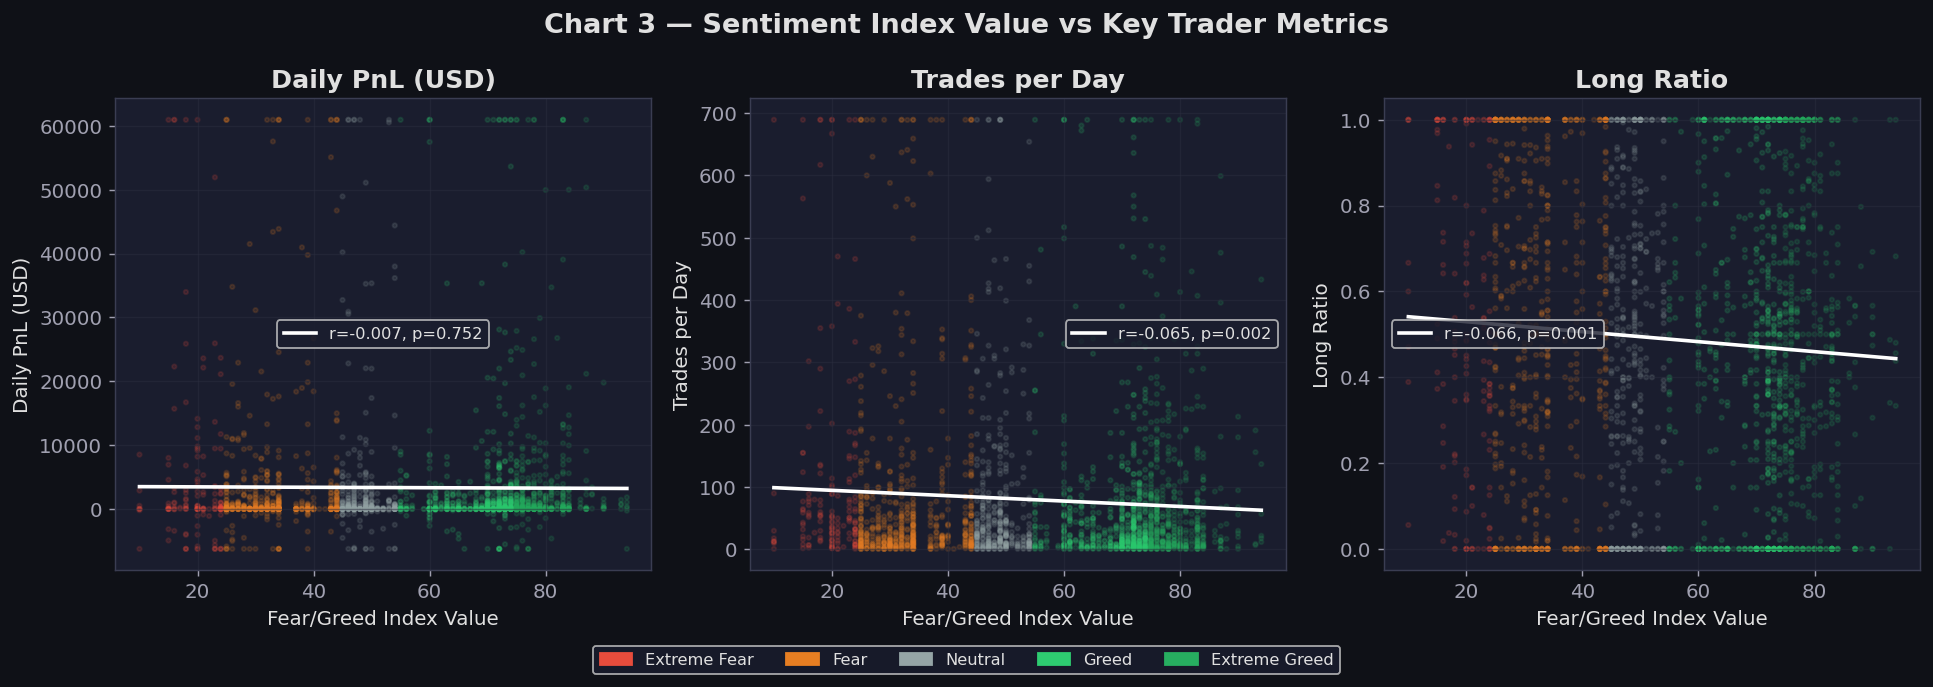 Chart 3 — Sentiment Index Value vs Key Trader Metrics
Daily PnL (USD)
Daily PnL (USD)
60000
50000
40000
30000
20000
10000
0
r=-0.007, p=0.752
20 40 60 80
Fear/Greed Index Value
Trades per Day
Trades per Day
700
600
500
400
300
200
100
0
r=-0.065, p=0.002
20 40 60 80
Fear/Greed Index Value
Long Ratio
Long Ratio
1.0
0.8
0.6
0.4
0.2
0.0
r=-0.066, p=0.001
20 40 60 80
Fear/Greed Index Value
Extreme Fear Fear Neutral Greed Extreme Greed